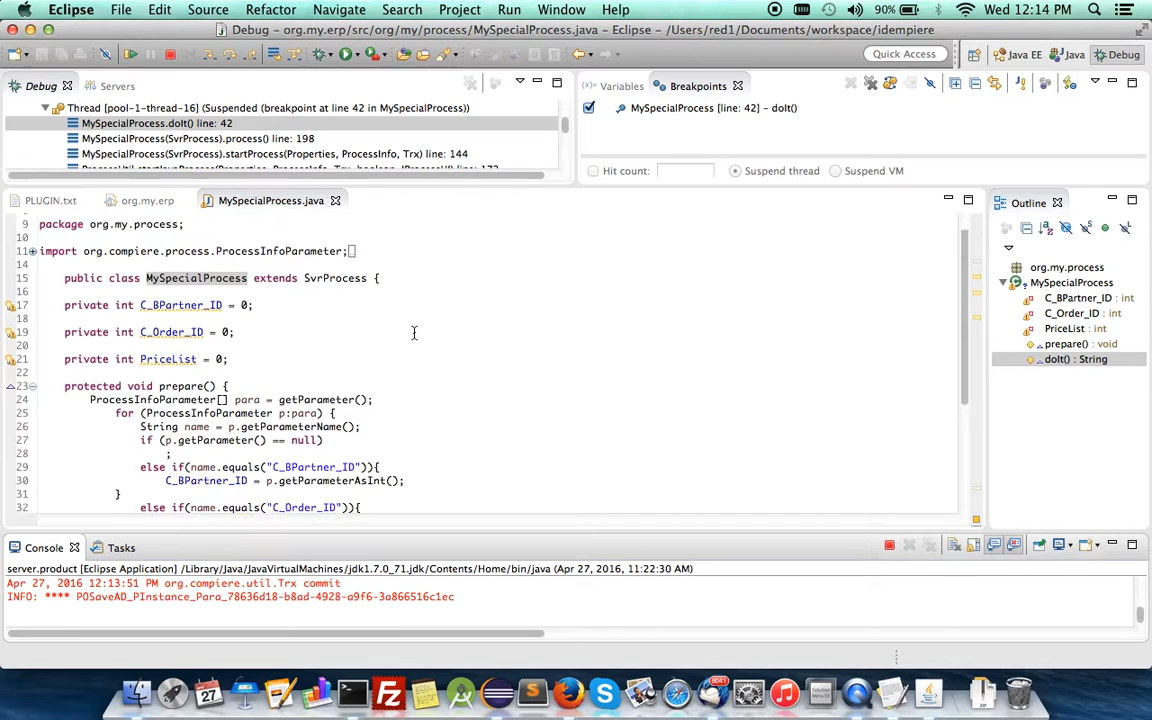 Eclipse File Edit Source Refactor Navigate Search Project Run Window Help 90% Wed 12:14 PM
Debug - org.my.erp/src/org/my/process/MySpecialProcess.java - Eclipse - /Users/red1/Documents/workspace/idempiere
Quick Access Java EE Java Debug
Debug Servers
Thread [pool-1-thread-16] (Suspended (breakpoint at line 42 in MySpecialProcess))
MySpecialProcess.doIt() line: 42
MySpecialProcess(SvrProcess).process() line: 198
MySpecialProcess(SvrProcess).startProcess(Properties, ProcessInfo, Trx) line: 144
(x)= Variables Breakpoints
MySpecialProcess [line: 42] - doIt()
Hit count: Suspend thread Suspend VM
PLUGIN.txt org.my.erp MySpecialProcess.java
9 package org.my.process;
10
11 import org.compiere.process.ProcessInfoParameter;
14
15 public class MySpecialProcess extends SvrProcess {
16
17 private int C_BPartner_ID = 0;
18
19 private int C_Order_ID = 0;
20
21 private int PriceList = 0;
22
23 protected void prepare() {
24 ProcessInfoParameter[] para = getParameter();
25 for (ProcessInfoParameter p:para) {
26 String name = p.getParameterName();
27 if (p.getParameter() == null)
28 ;
29 else if(name.equals("C_BPartner_ID")){
30 C_BPartner_ID = p.getParameterAsInt();
31 }
32 else if(name.equals("C_Order_ID")){
Outline
org.my.process
MySpecialProcess
C_BPartner_ID : int
C_Order_ID : int
PriceList : int
prepare() : void
doIt() : String
Console Tasks
server.product [Eclipse Application] /Library/Java/JavaVirtualMachines/jdk1.7.0_71.jdk/Contents/Home/bin/java (Apr 27, 2016, 11:22:30 AM)
Apr 27, 2016 12:13:51 PM org.compiere.util.Trx commit
INFO: **** POSaveAD_PInstance_Para_78636d18-b8ad-4928-a9f6-3a866516c1ec
8041
27